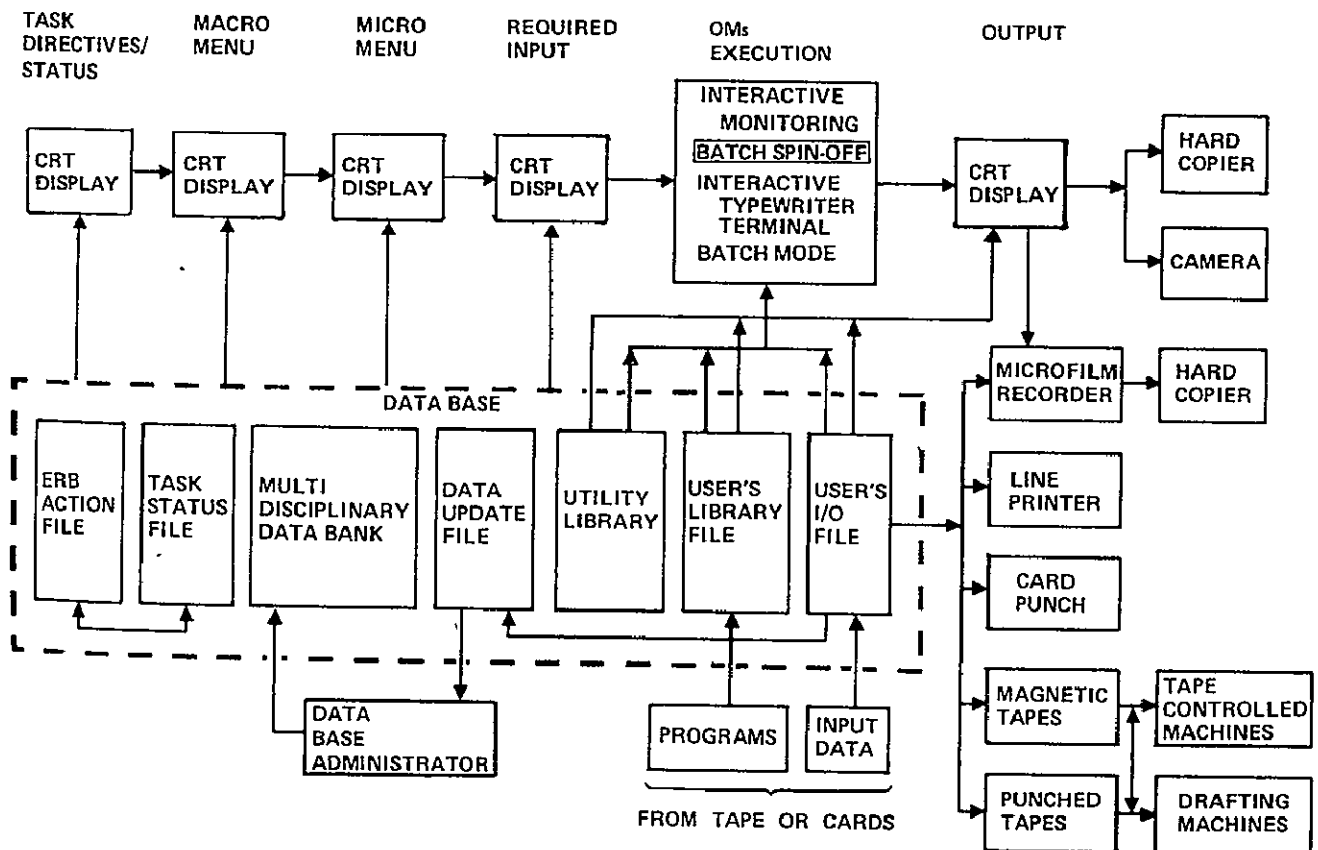 TASK
DIRECTIVES/
STATUS
MACRO
MENU
MICRO
MENU
REQUIRED
INPUT
OMs
EXECUTION
OUTPUT
CRT
DISPLAY
CRT
DISPLAY
CRT
DISPLAY
CRT
DISPLAY
INTERACTIVE
MONITORING
BATCH SPIN-OFF
INTERACTIVE
TYPEWRITER
TERMINAL
BATCH MODE
CRT
DISPLAY
HARD
COPIER
CAMERA
MICROFILM
RECORDER
HARD
COPIER
DATA BASE
ERB
ACTION
FILE
TASK
STATUS
FILE
MULTI
DISCIPLINARY
DATA BANK
DATA
UPDATE
FILE
UTILITY
LIBRARY
USER'S
LIBRARY
FILE
USER'S
I/O
FILE
LINE
PRINTER
CARD
PUNCH
MAGNETIC
TAPES
TAPE
CONTROLLED
MACHINES
PUNCHED
TAPES
DRAFTING
MACHINES
DATA
BASE
ADMINISTRATOR
PROGRAMS
INPUT
DATA
FROM TAPE OR CARDS